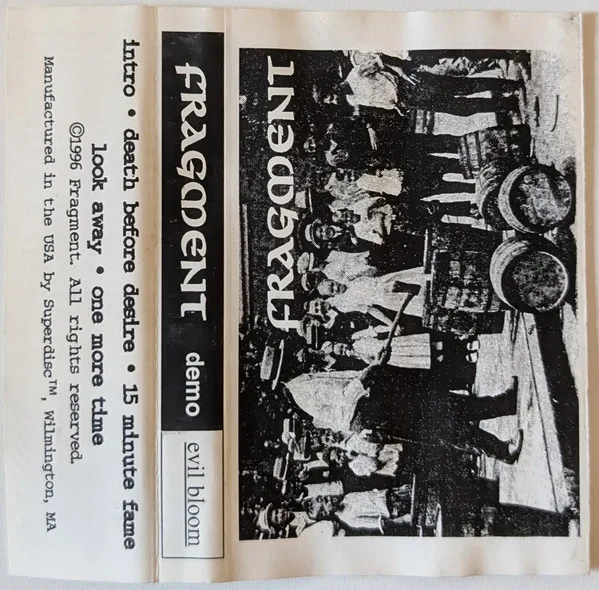 FRAGMENT
FRAGMENT demo evil bloom
intro • death before desire • 15 minute fame
look away • one more time
©1996 Fragment. All rights reserved.
Manufactured in the USA by Superdisc™, Wilmington, MA